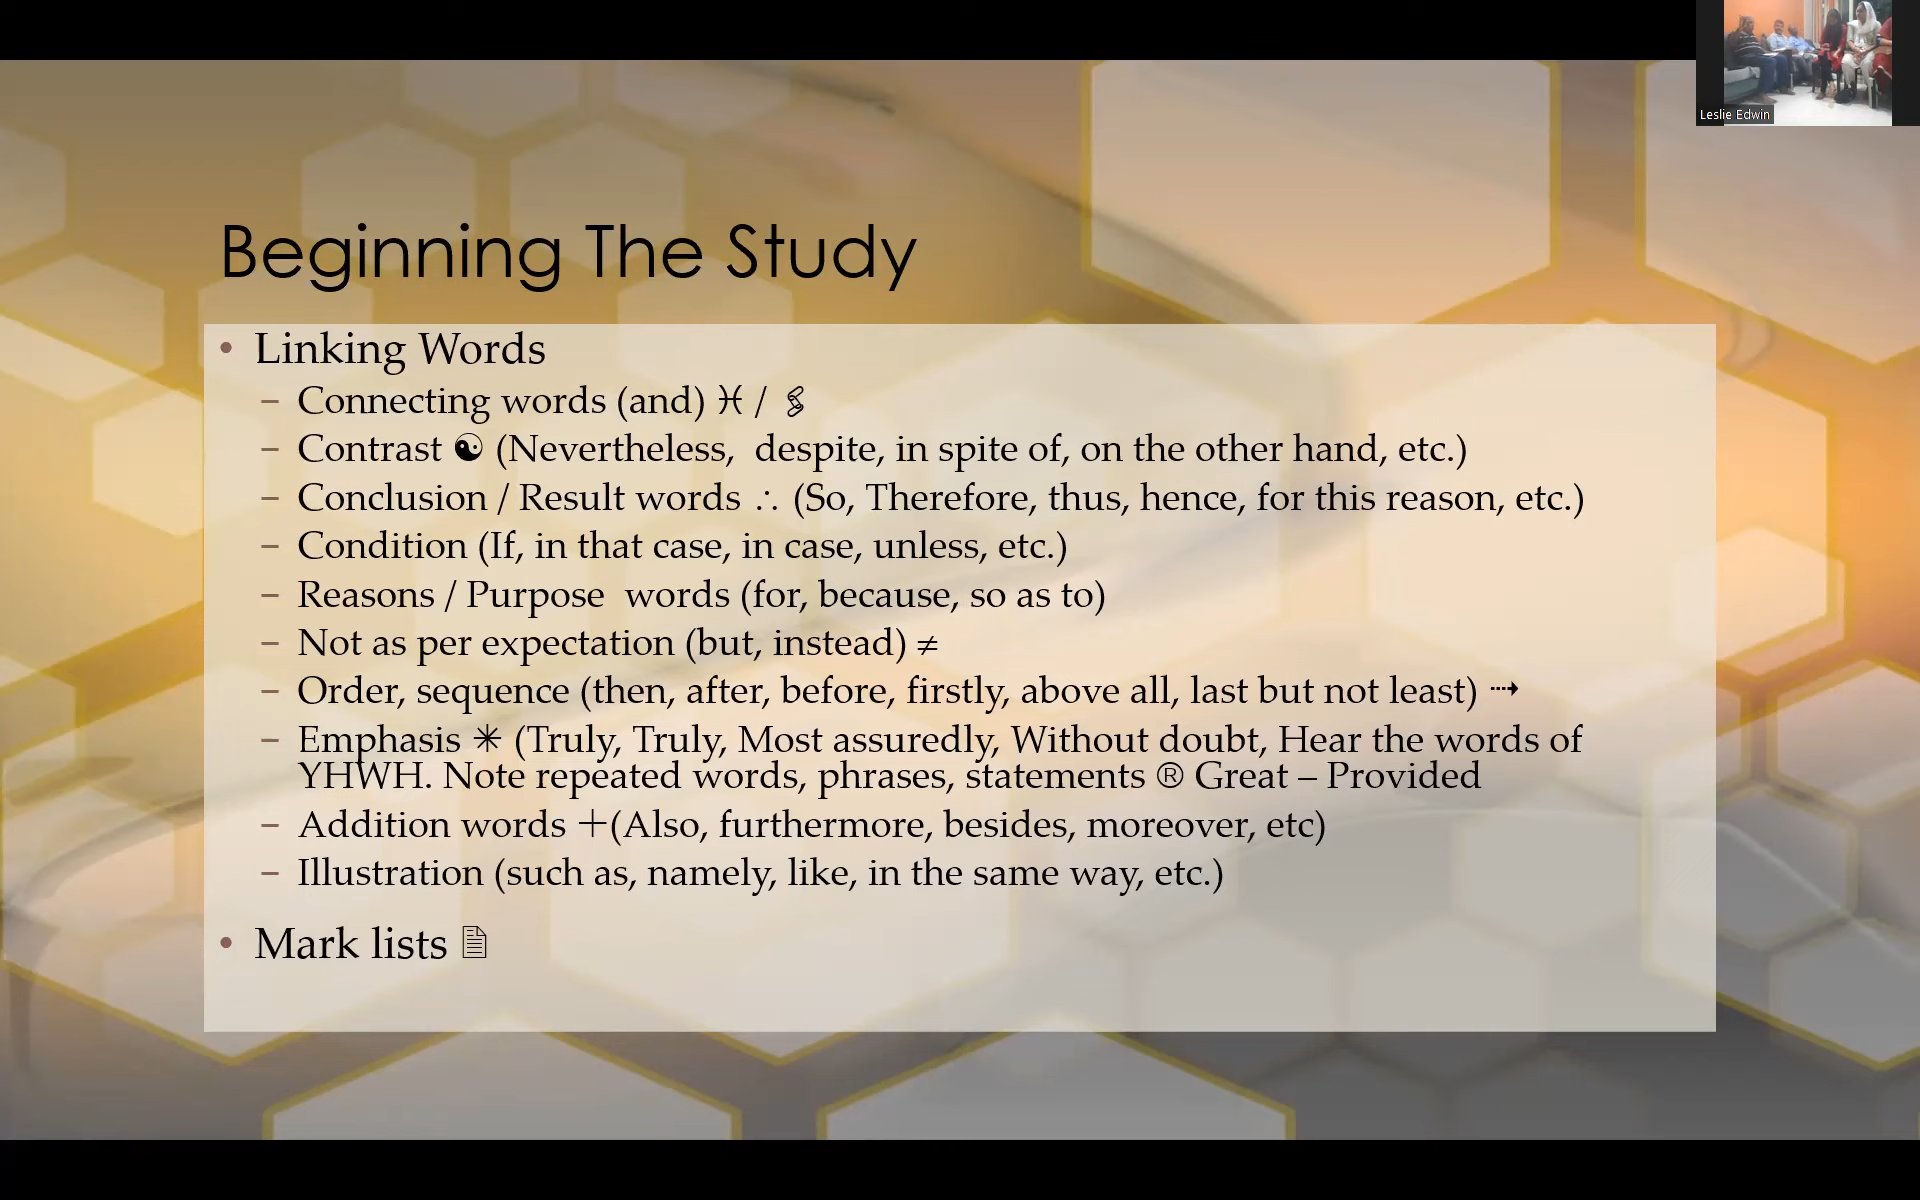 Leslie Edwin
Beginning The Study
• Linking Words
– Connecting words (and) ♓ / 🖇
– Contrast ☯ (Nevertheless,  despite, in spite of, on the other hand, etc.)
– Conclusion / Result words ∴ (So, Therefore, thus, hence, for this reason, etc.)
– Condition (If, in that case, in case, unless, etc.)
– Reasons / Purpose  words (for, because, so as to)
– Not as per expectation (but, instead) ≠
– Order, sequence (then, after, before, firstly, above all, last but not least) ⤑
– Emphasis ✳ (Truly, Truly, Most assuredly, Without doubt, Hear the words of
YHWH. Note repeated words, phrases, statements ® Great – Provided
– Addition words +(Also, furthermore, besides, moreover, etc)
– Illustration (such as, namely, like, in the same way, etc.)
• Mark lists 🗎